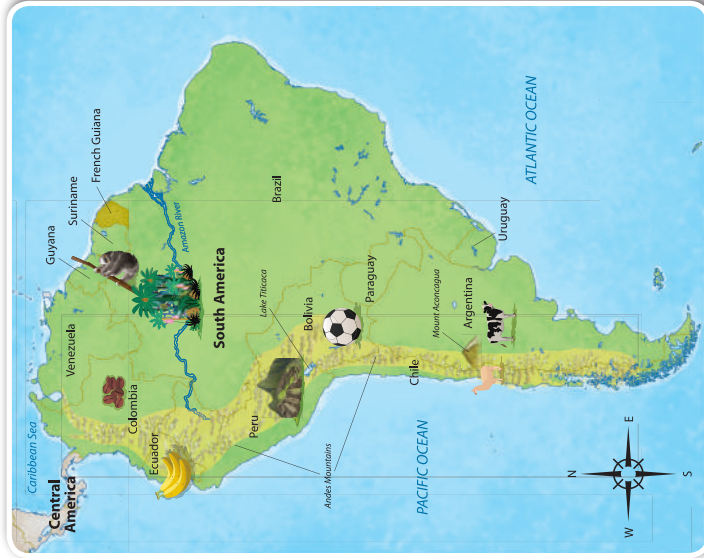 Caribbean Sea
Central
America
Venezuela
Guyana
Suriname
French Guiana
Colombia
Ecuador
Amazon River
Peru
South America
Brazil
Lake Titicaca
Bolivia
Paraguay
Andes Mountains
Chile
Mount Aconcagua
Argentina
Uruguay
PACIFIC OCEAN
ATLANTIC OCEAN
N
W
E
S